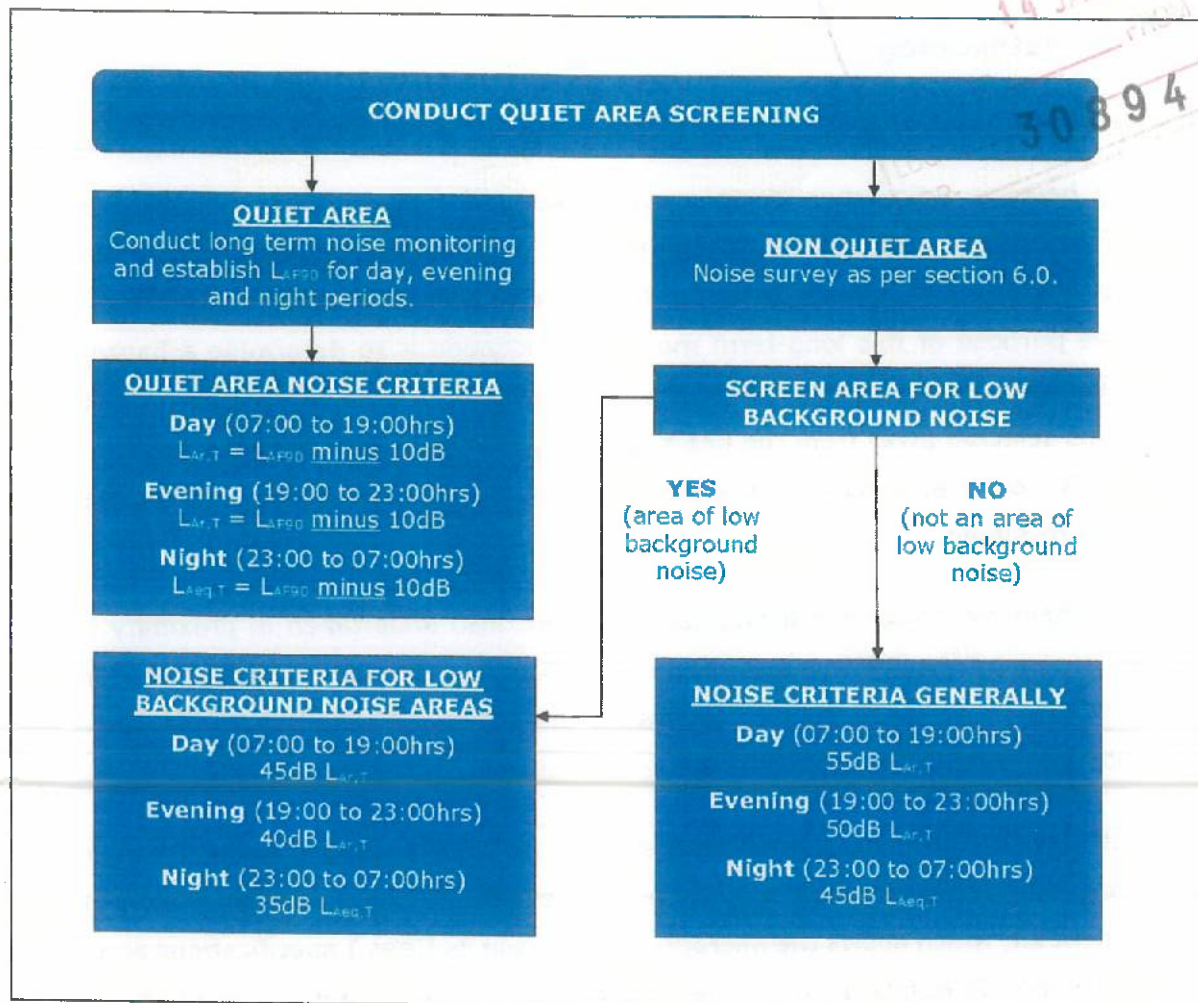 14 JA
30894
CONDUCT QUIET AREA SCREENING
QUIET AREA
Conduct long term noise monitoring
and establish LAF90 for day, evening
and night periods.
NON QUIET AREA
Noise survey as per section 6.0.
QUIET AREA NOISE CRITERIA
Day (07:00 to 19:00hrs)
LAr,T = LAF90 minus 10dB
Evening (19:00 to 23:00hrs)
LAr,T = LAF90 minus 10dB
Night (23:00 to 07:00hrs)
LAeq,T = LAF90 minus 10dB
SCREEN AREA FOR LOW
BACKGROUND NOISE
YES
(area of low
background
noise)
NO
(not an area of
low background
noise)
NOISE CRITERIA FOR LOW
BACKGROUND NOISE AREAS
Day (07:00 to 19:00hrs)
45dB LAr,T
Evening (19:00 to 23:00hrs)
40dB LAr,T
Night (23:00 to 07:00hrs)
35dB LAeq,T
NOISE CRITERIA GENERALLY
Day (07:00 to 19:00hrs)
55dB LAr,T
Evening (19:00 to 23:00hrs)
50dB LAr,T
Night (23:00 to 07:00hrs)
45dB LAeq,T